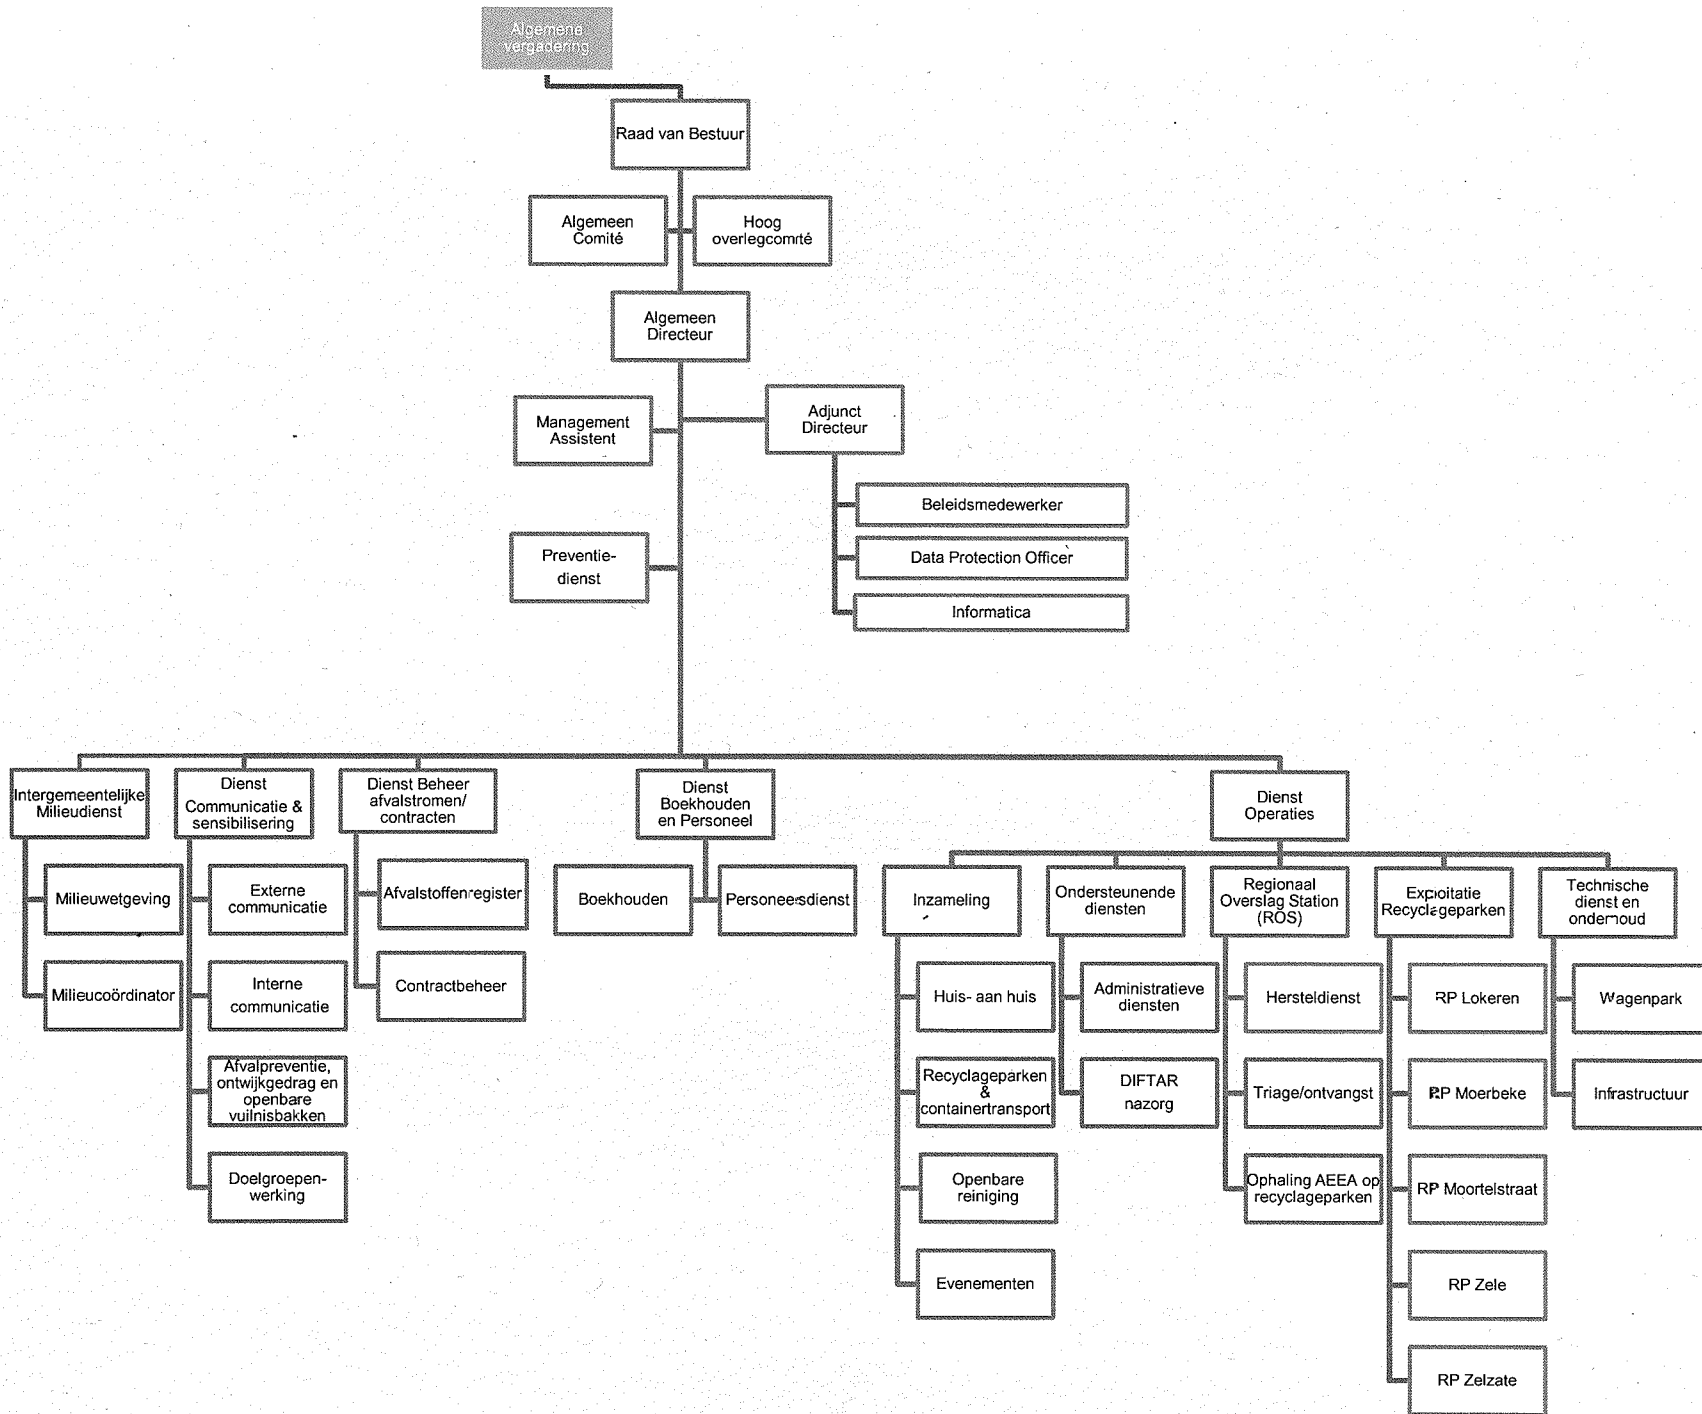 Algemene
vergadering
Raad van Bestuur
Algemeen
Comité
Hoog
overlegcomité
Algemeen
Directeur
Management
Assistent
Adjunct
Directeur
Beleidsmedewerker
Data Protection Officer
Preventie-
dienst
Informatica
Intergemeentelijke
Milieudienst
Dienst
Communicatie &
sensibilisering
Dienst Beheer
afvalstromen/
contracten
Dienst
Boekhouden
en Personeel
Dienst
Operaties
Milieuwetgeving
Milieucoördinator
Externe
communicatie
Interne
communicatie
Afvalpreventie,
ontwijkgedrag en
openbare
vuilnisbakken
Doelgroepen-
werking
Afvalstoffenregister
Contractbeheer
Boekhouden
Personeelsdienst
Inzameling
Huis- aan huis
Recyclageparken
&
containertransport
Openbare
reiniging
Evenementen
Ondersteunende
diensten
Administratieve
diensten
DIFTAR
nazorg
Regionaal
Overslag Station
(ROS)
Hersteldienst
Triage/ontvangst
Ophaling AEEA op
recyclageparken
Exploitatie
Recyclageparken
RP Lokeren
RP Moerbeke
RP Moortelstraat
RP Zele
RP Zelzate
Technische
dienst en
onderhoud
Wagenpark
Infrastructuur